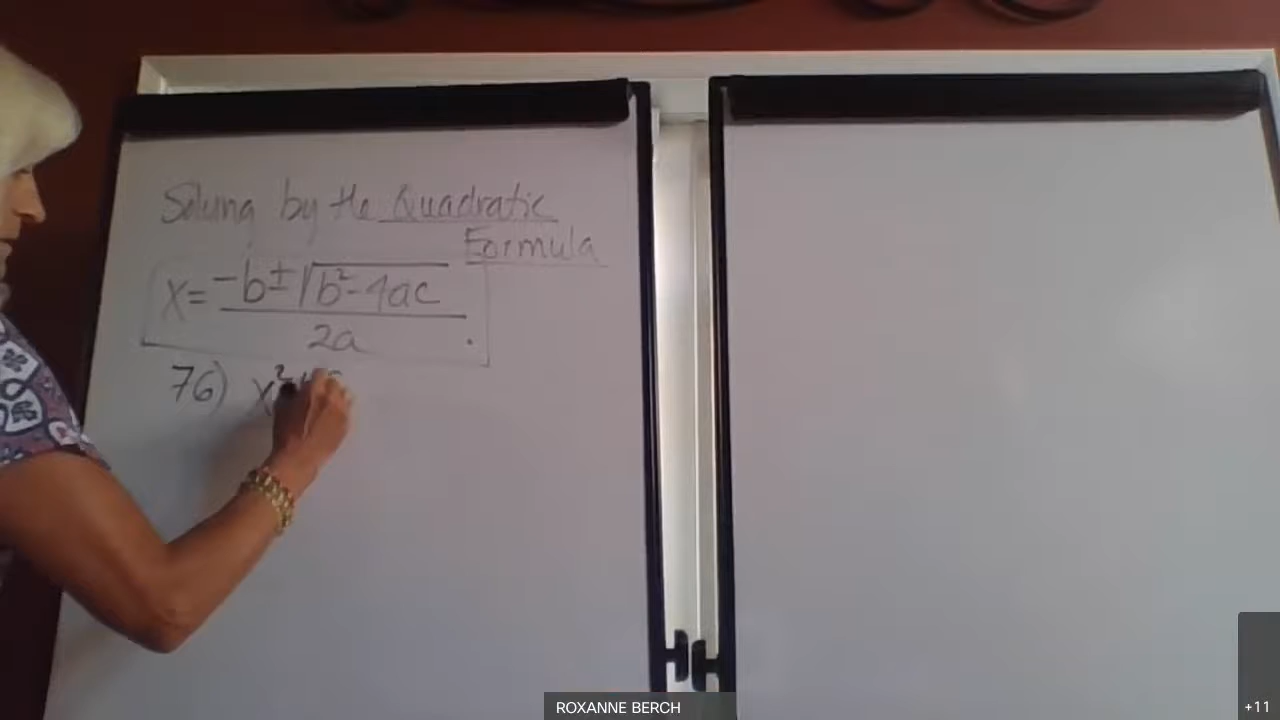 Solving by the Quadratic
Formula
x = -b ± √b² - 4ac
2a
76) x²
ROXANNE BERCH
+11